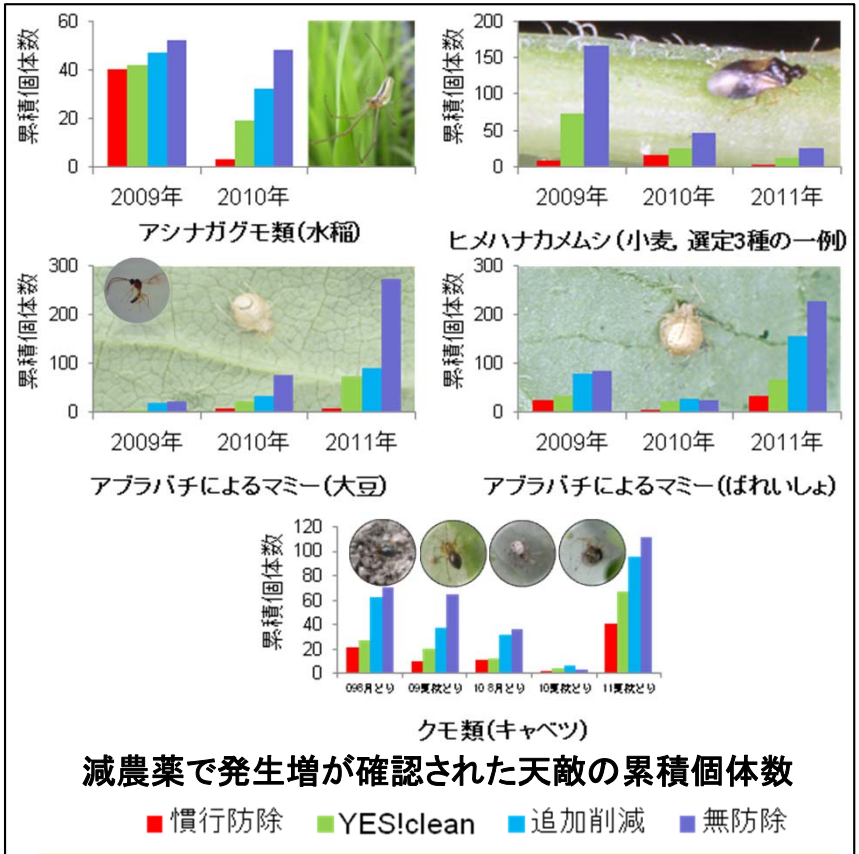 累積個体数
60
40
20
0
2009年 2010年
アシナガグモ類(水稲)
累積個体数
200
150
100
50
0
2009年 2010年 2011年
ヒメハナカメムシ(小麦, 選定3種の一例)
累積個体数
300
200
100
0
2009年 2010年 2011年
アブラバチによるマミー(大豆)
累積個体数
300
200
100
0
2009年 2010年 2011年
アブラバチによるマミー(ばれいしょ)
累積個体数
120
100
80
60
40
20
0
098月どり 09夏秋どり 10 8月どり 10夏秋どり 11夏秋どり
クモ類(キャベツ)
減農薬で発生増が確認された天敵の累積個体数
慣行防除 YES!clean 追加削減 無防除